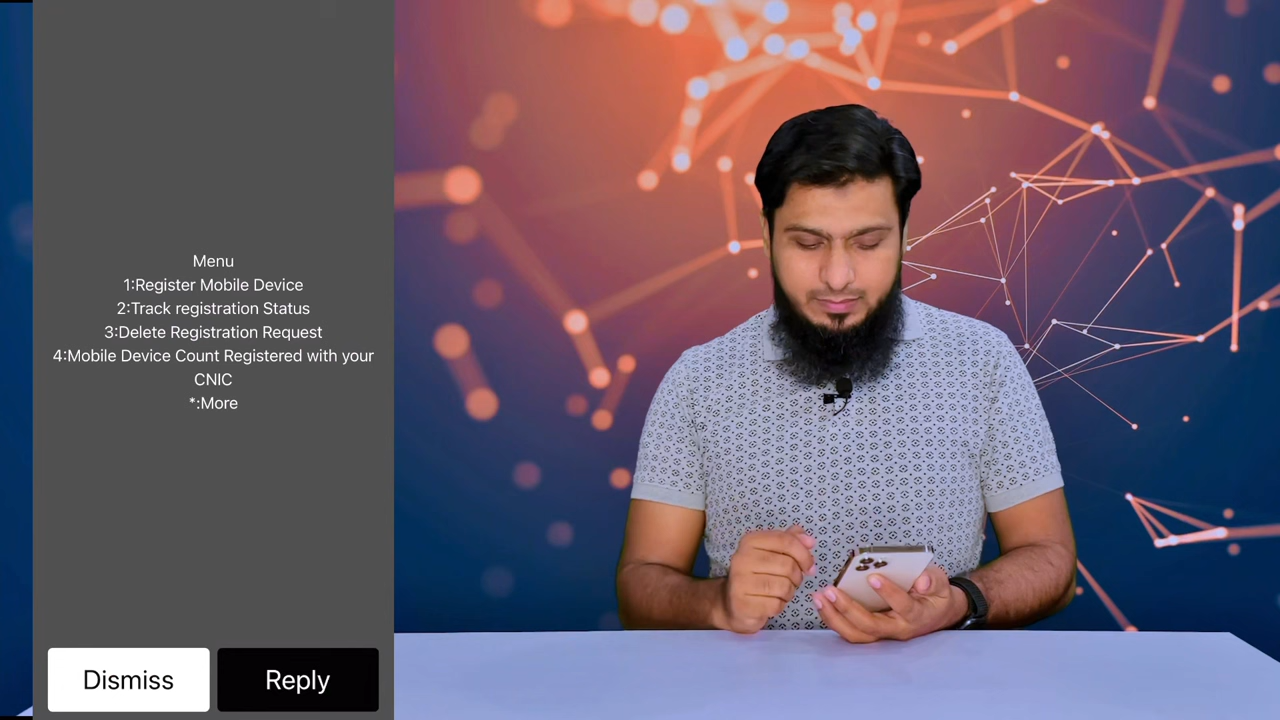 Menu
1:Register Mobile Device
2:Track registration Status
3:Delete Registration Request
4:Mobile Device Count Registered with your
CNIC
*:More
Dismiss
Reply